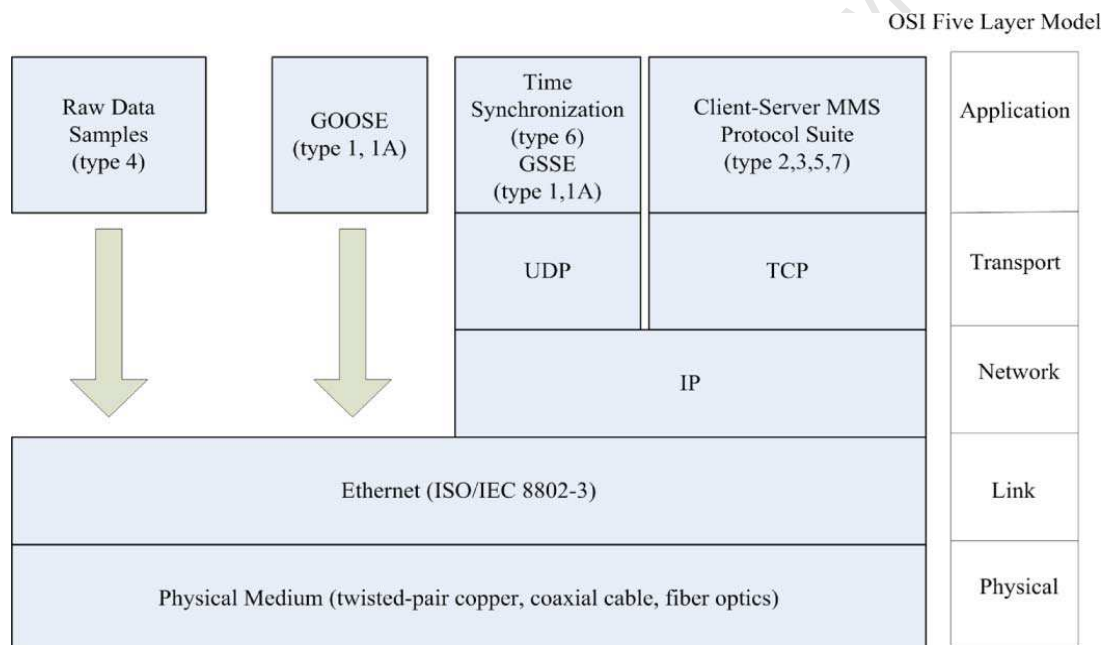 OSI Five Layer Model
Raw Data
Samples
(type 4)
GOOSE
(type 1, 1A)
Time
Synchronization
(type 6)
GSSE
(type 1,1A)
Client-Server MMS
Protocol Suite
(type 2,3,5,7)
Application
UDP
TCP
Transport
IP
Network
Ethernet (ISO/IEC 8802-3)
Link
Physical Medium (twisted-pair copper, coaxial cable, fiber optics)
Physical